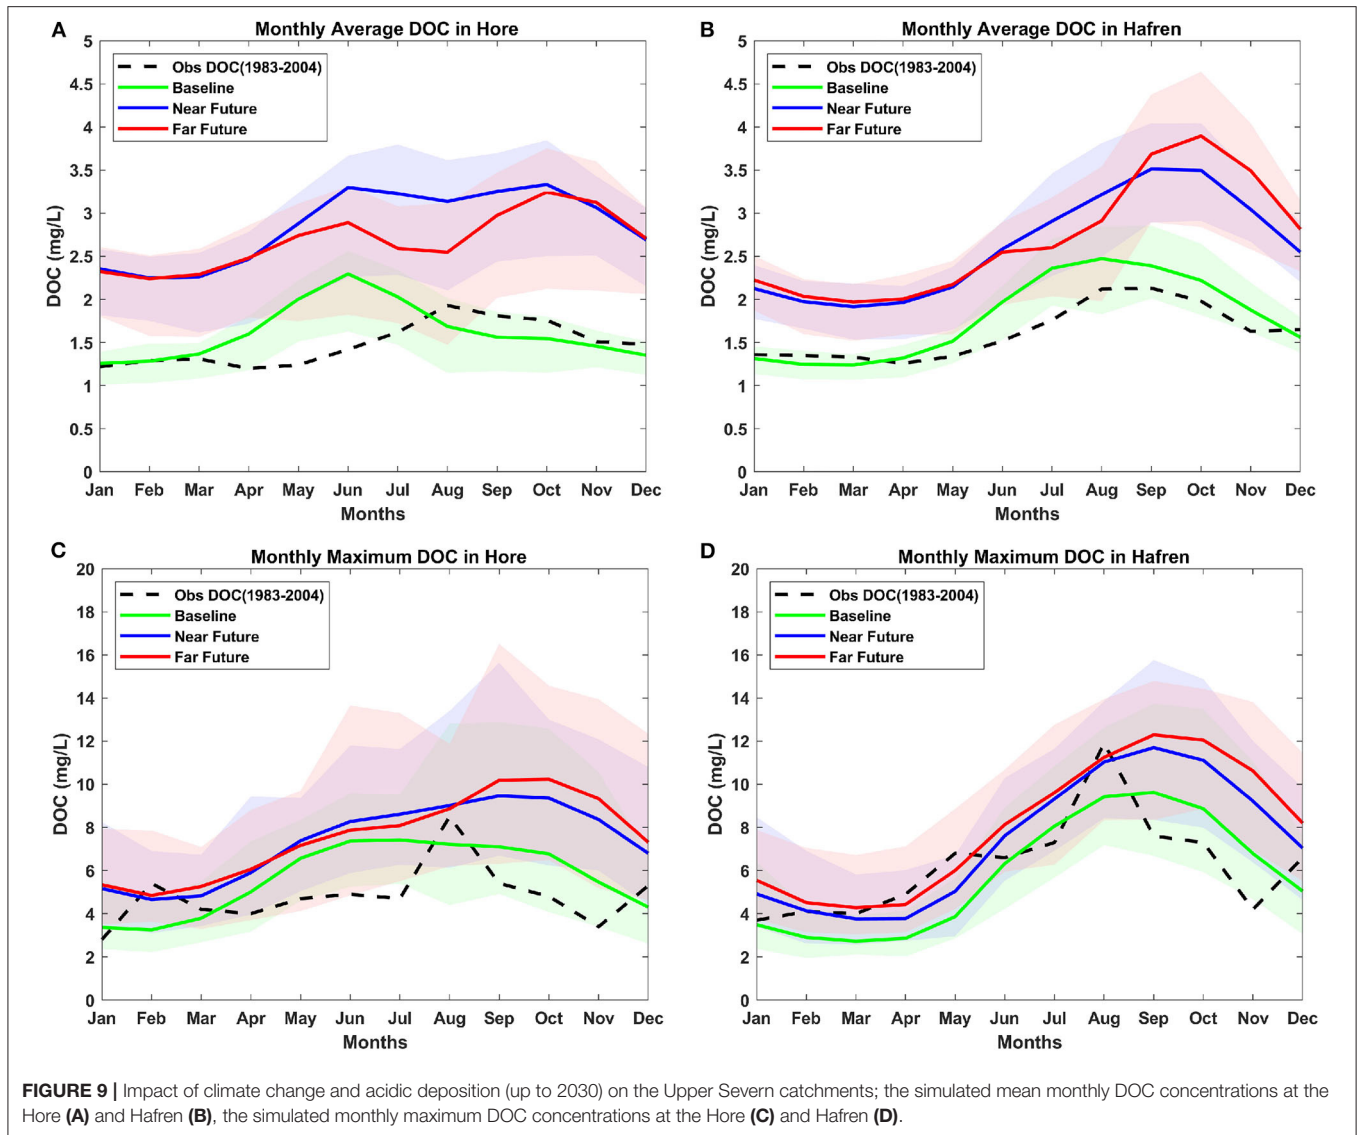 A
Monthly Average DOC in Hore
5
4.5
4
3.5
3
2.5
2
1.5
1
0.5
0
DOC (mg/L)
Obs DOC(1983-2004)
Baseline
Near Future
Far Future
Jan Feb Mar Apr May Jun Jul Aug Sep Oct Nov Dec
Months
B
Monthly Average DOC in Hafren
5
4.5
4
3.5
3
2.5
2
1.5
1
0.5
0
DOC (mg/L)
Obs DOC(1983-2004)
Baseline
Near Future
Far Future
Jan Feb Mar Apr May Jun Jul Aug Sep Oct Nov Dec
Months
C
Monthly Maximum DOC in Hore
20
18
16
14
12
10
8
6
4
2
0
DOC (mg/L)
Obs DOC(1983-2004)
Baseline
Near Future
Far Future
Jan Feb Mar Apr May Jun Jul Aug Sep Oct Nov Dec
Months
D
Monthly Maximum DOC in Hafren
20
18
16
14
12
10
8
6
4
2
0
DOC (mg/L)
Obs DOC(1983-2004)
Baseline
Near Future
Far Future
Jan Feb Mar Apr May Jun Jul Aug Sep Oct Nov Dec
Months
FIGURE 9 | Impact of climate change and acidic deposition (up to 2030) on the Upper Severn catchments; the simulated mean monthly DOC concentrations at the
Hore (A) and Hafren (B), the simulated monthly maximum DOC concentrations at the Hore (C) and Hafren (D).